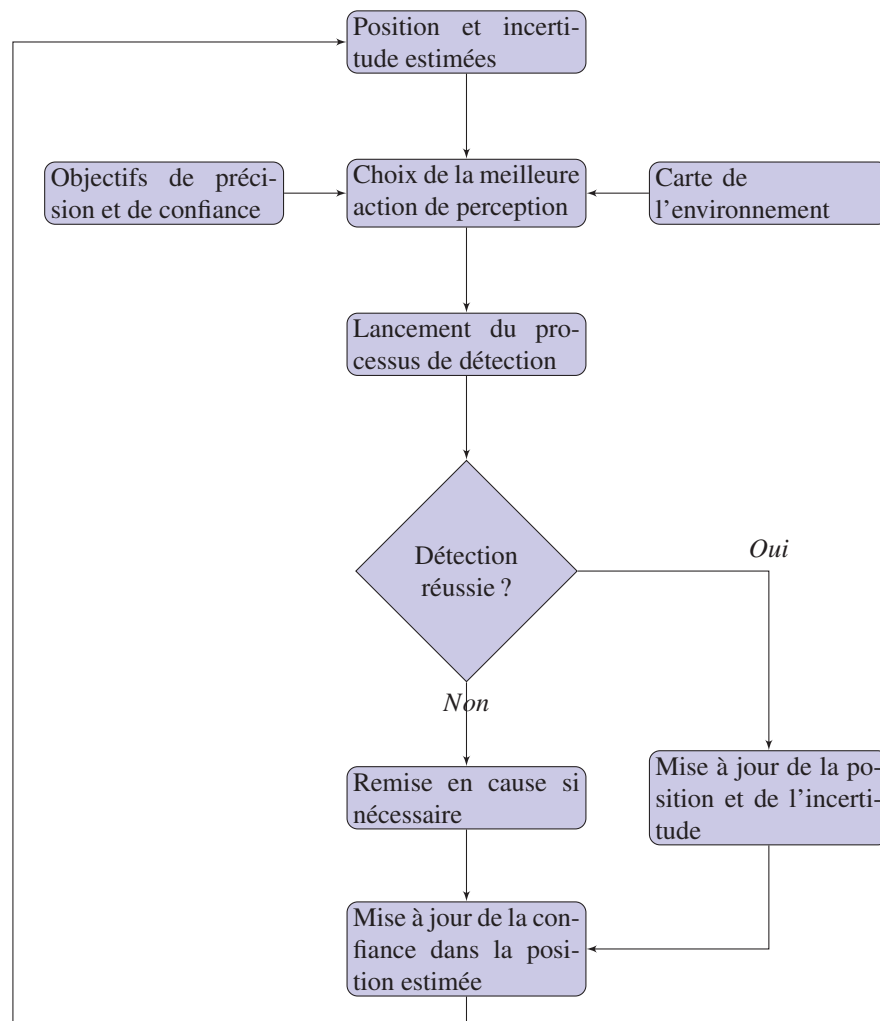 Position et incerti-
tude estimées
Objectifs de préci-
sion et de confiance
Choix de la meilleure
action de perception
Carte de
l'environnement
Lancement du pro-
cessus de détection
Détection
réussie ?
Oui
Non
Remise en cause si
nécessaire
Mise à jour de la po-
sition et de l'incerti-
tude
Mise à jour de la con-
fiance dans la posi-
tion estimée